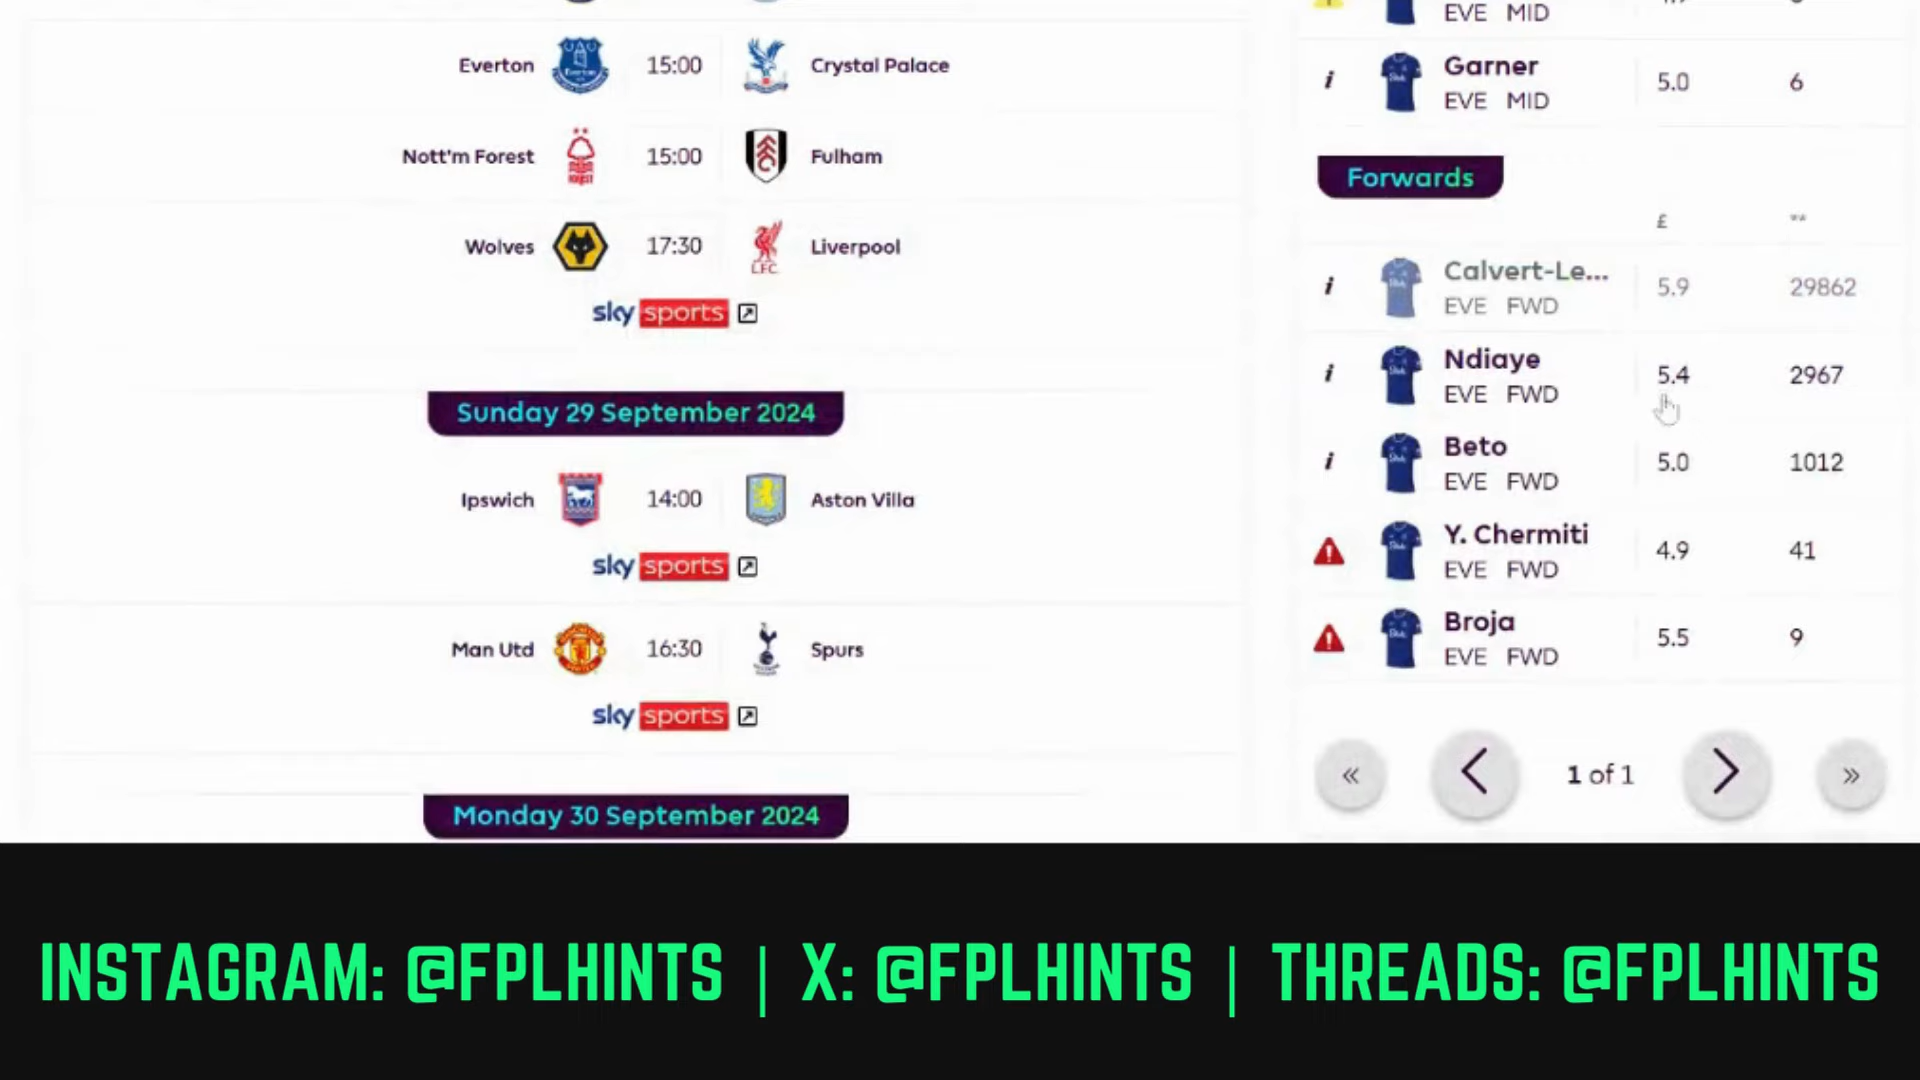 Everton 15:00 Crystal Palace
Nott'm Forest 15:00 Fulham
Wolves 17:30 L.F.C. Liverpool
sky sports
Sunday 29 September 2024
Ipswich 14:00 Aston Villa
sky sports
Man Utd 16:30 Spurs
sky sports
Monday 30 September 2024
EVE MID
i Garner 5.0 6
EVE MID
Forwards
£ **
i Calvert-Le... 5.9 29862
EVE FWD
i Ndiaye 5.4 2967
EVE FWD
i Beto 5.0 1012
EVE FWD
Y. Chermiti 4.9 41
EVE FWD
Broja 5.5 9
EVE FWD
« < 1 of 1 > »
INSTAGRAM: @FPLHINTS | X: @FPLHINTS | THREADS: @FPLHINTS